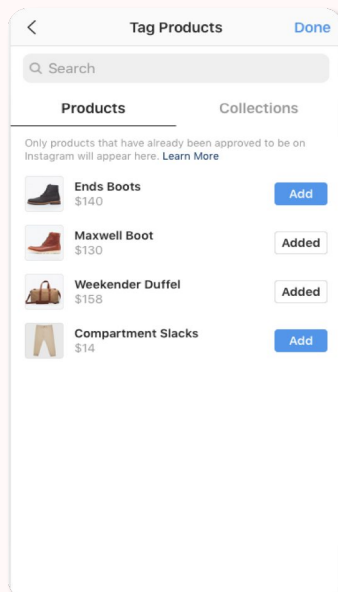 Tag Products
Done
Search
Products
Collections
Only products that have already been approved to be on
Instagram will appear here. Learn More
Ends Boots
$140
Add
Maxwell Boot
$130
Added
Weekender Duffel
$158
Added
Compartment Slacks
$14
Add